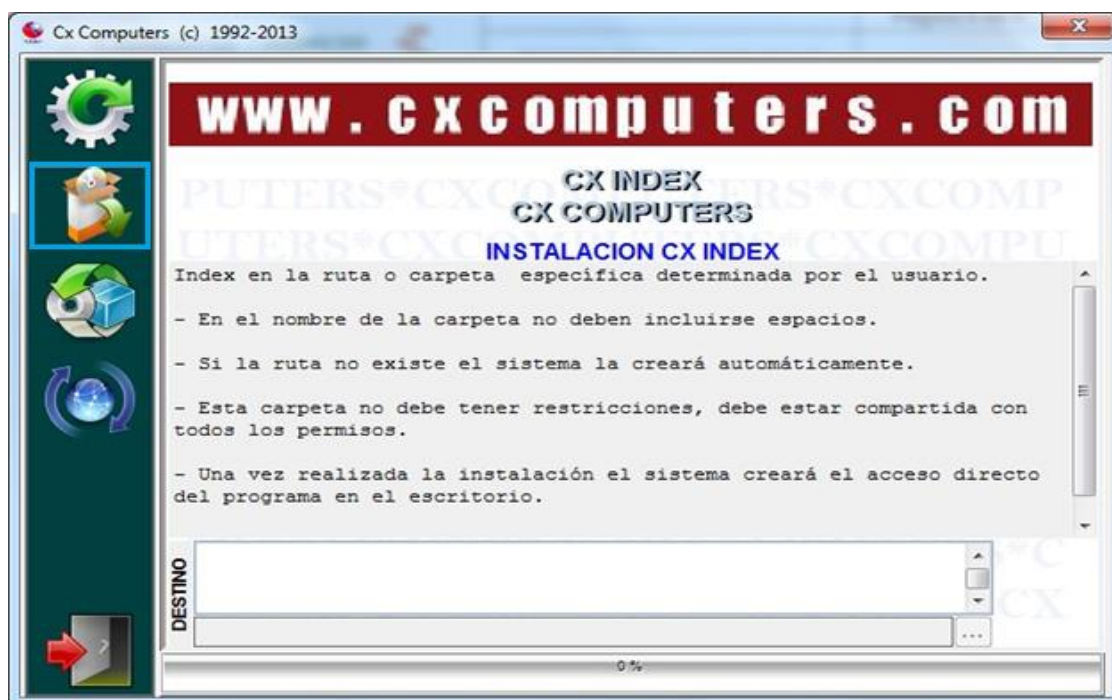 Cx Computers (c) 1992-2013
www.cxcomputers.com
CX INDEX
CX COMPUTERS
INSTALACION CX INDEX
Index en la ruta o carpeta específica determinada por el usuario.
- En el nombre de la carpeta no deben incluirse espacios.
- Si la ruta no existe el sistema la creará automáticamente.
- Esta carpeta no debe tener restricciones, debe estar compartida con
todos los permisos.
- Una vez realizada la instalación el sistema creará el acceso directo
del programa en el escritorio.
DESTINO
...
0 %